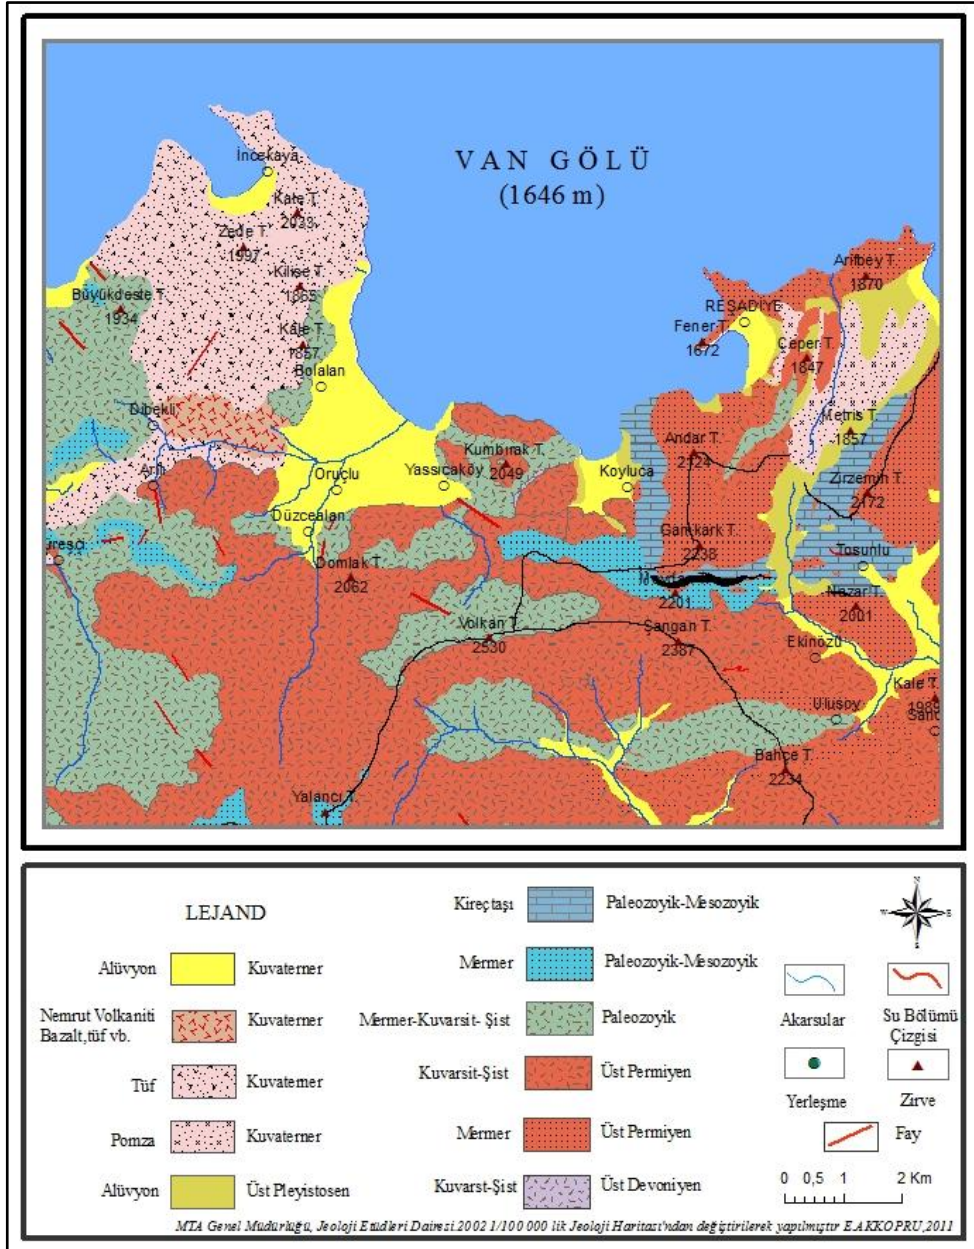 VAN GÖLÜ
(1646 m)
İncekaya
Kale T.
2033
Zede T.
1997
Kilise T.
1865
Büyükdeste T.
1934
Kale T.
1857
Bolalan
Arifbey T.
1870
REŞADİYE
Fener T.
1672
Çeper T.
1847
Dibekli
Metris T.
1857
Andar T.
2324
Kumbırak T.
2049
Arılı
Oruçlu
Yassıcaköy
Koyluca
Zirzemin T.
2172
Düzcealan
Garıkark T.
2238
Tosunlu
Domlak T.
2062
2201
Nazar T.
2001
Volkan T.
2530
Şangan T.
2387
Ekinözü
Kale T.
1989
Ulusoy
Bahçe T.
2234
Yalancı T.
LEJAND
Alüvyon Kuvaterner
Nemrut Volkaniti
Bazalt,tüf vb. Kuvaterner
Tüf Kuvaterner
Pomza Kuvaterner
Alüvyon Üst Pleyistosen
Kireçtaşı Paleozoyik-Mesozoyik
Mermer Paleozoyik-Mesozoyik
Mermer-Kuvarsit- Şist Paleozoyik
Kuvarsit-Şist Üst Permiyen
Mermer Üst Permiyen
Kuvarst-Şist Üst Devoniyen
N
W E
S
Akarsular
Su Bölümü
Çizgisi
Yerleşme
Zirve
Fay
0 0,5 1 2 Km
MTA Genel Müdürlüğü, Jeoloji Etüdleri Dairesi.2002 1/100 000 lik Jeoloji Haritası'ndan değiştirilerek yapılmıştır E.AKKOPRU,2011